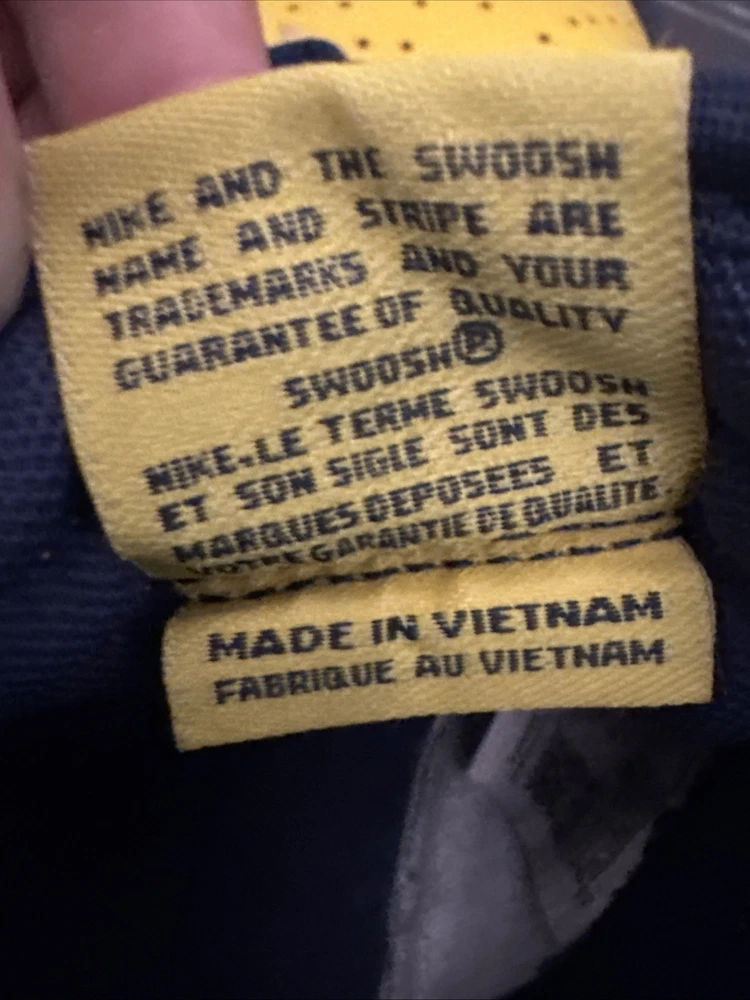 NIKE AND THE SWOOSH
NAME AND STRIPE ARE
TRADEMARKS AND YOUR
GUARANTEE OF QUALITY
SWOOSH®
NIKE.LE TERME SWOOSH
ET SON SIGLE SONT DES
MARQUES DEPOSEES ET
VOTRE GARANTIE DE QUALITE.
MADE IN VIETNAM
FABRIQUE AU VIETNAM